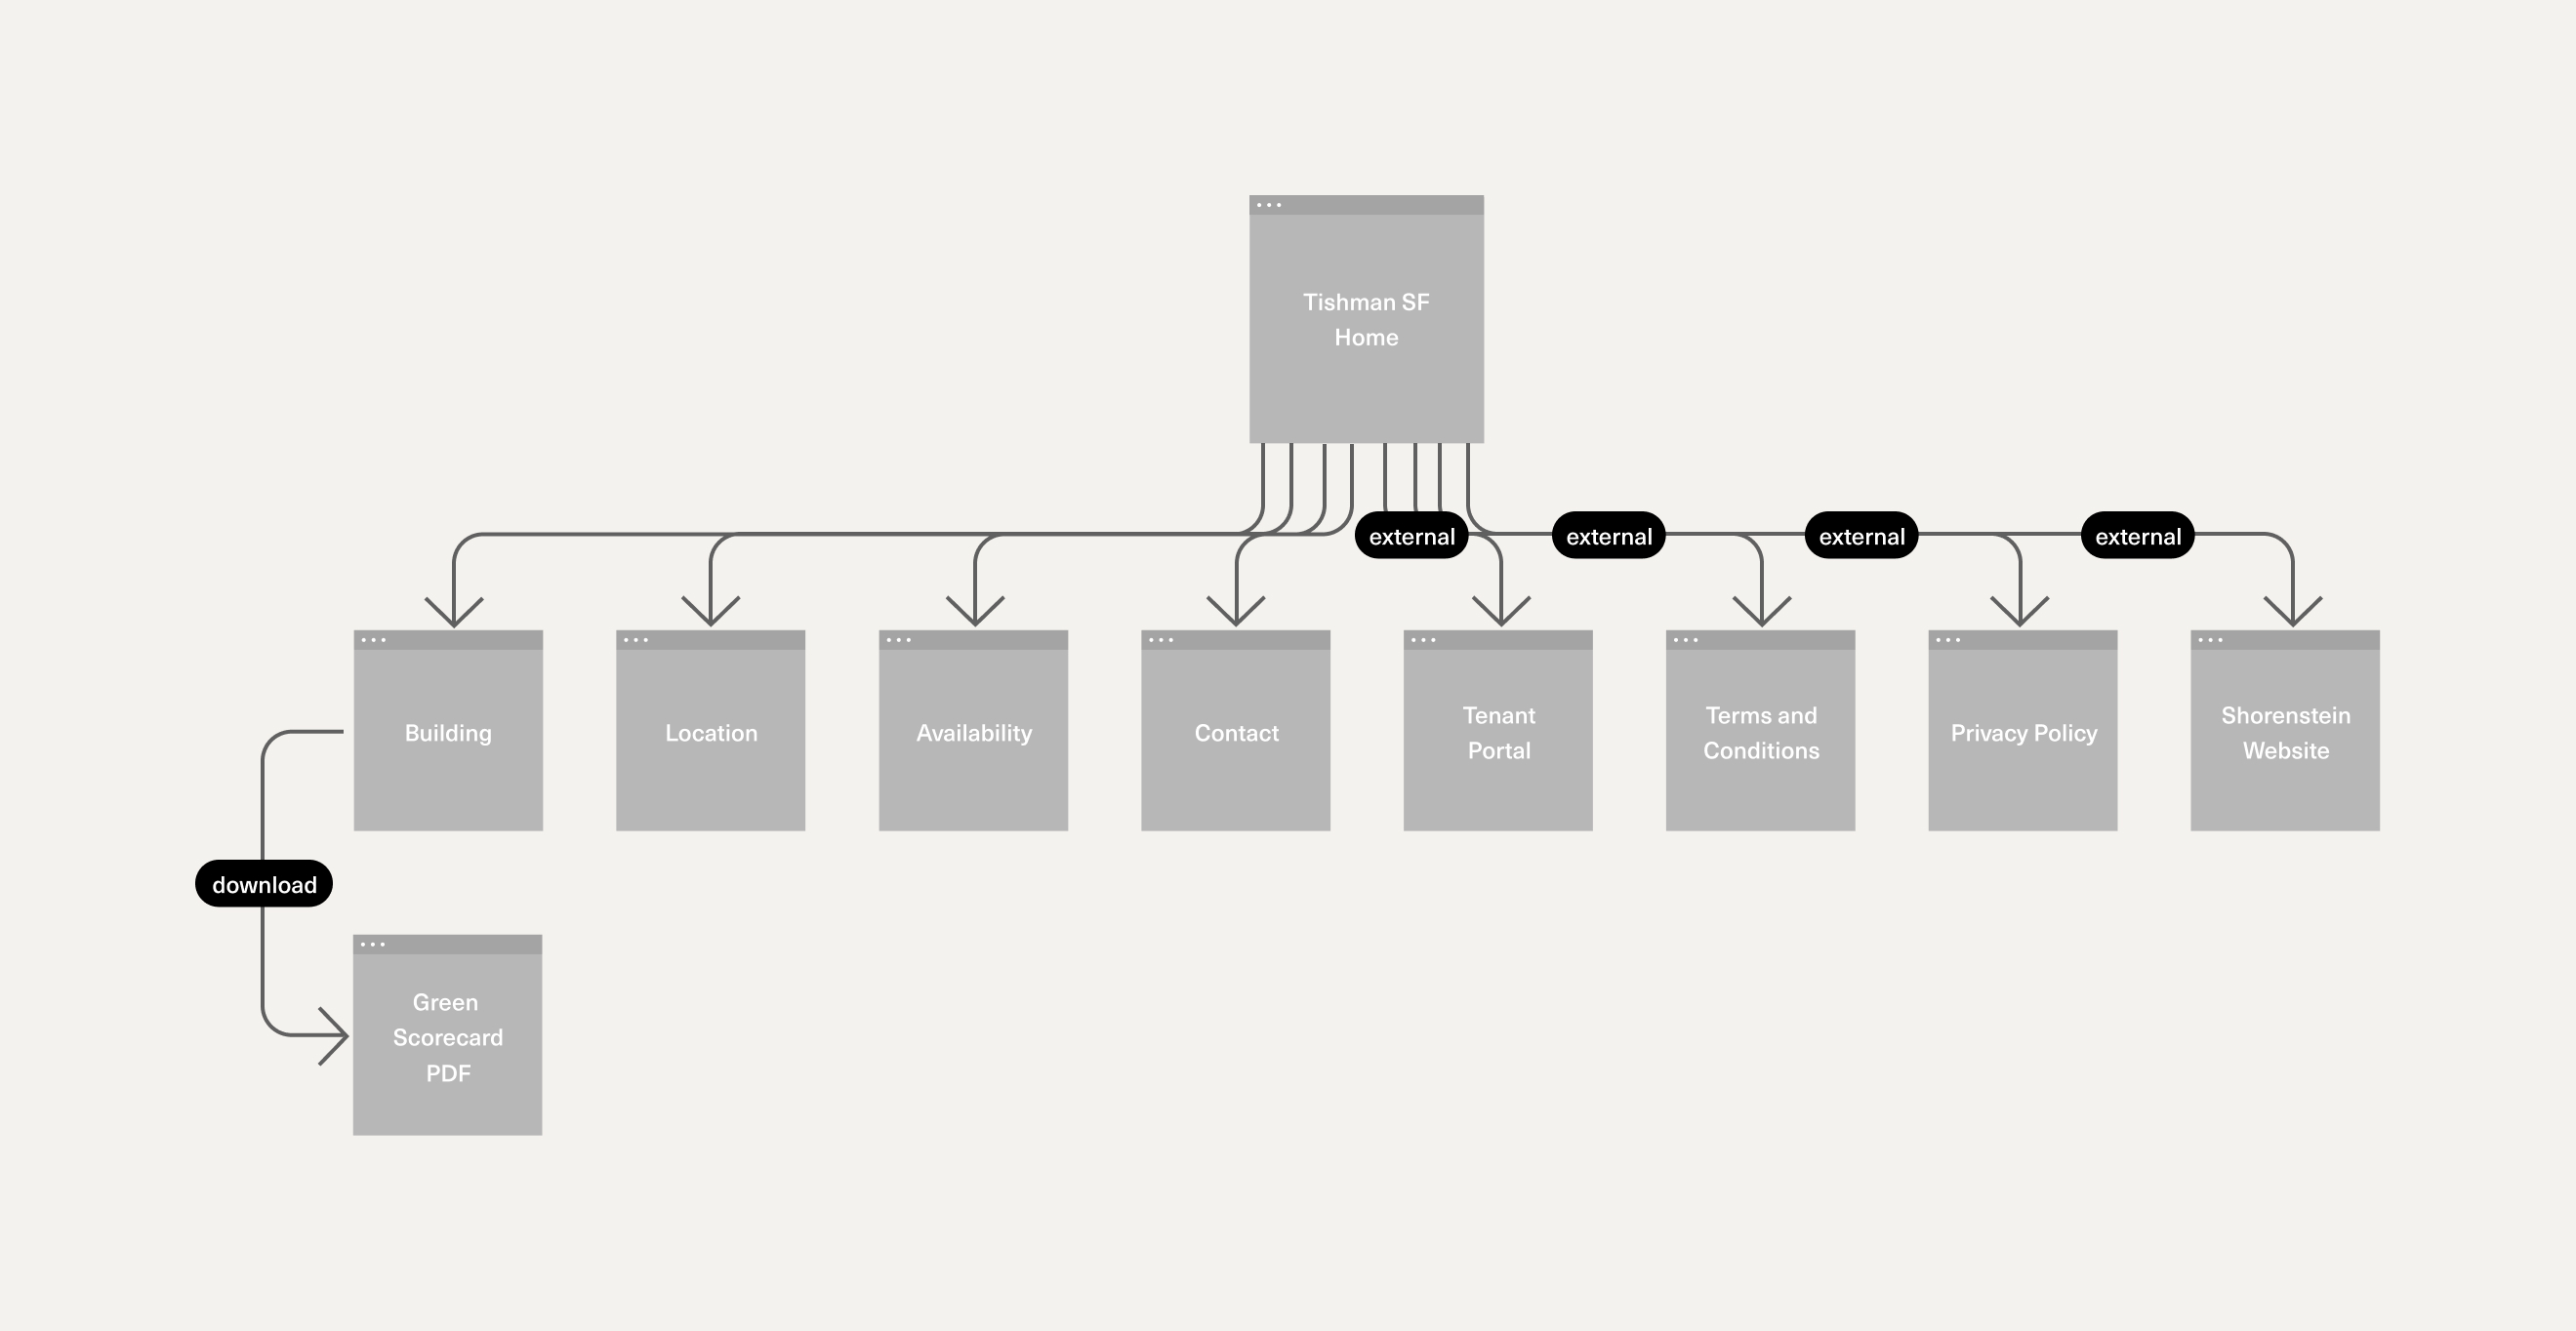 Tishman SF
Home
external
external
external
external
Building
Location
Availability
Contact
Tenant
Portal
Terms and
Conditions
Privacy Policy
Shorenstein
Website
download
Green
Scorecard
PDF